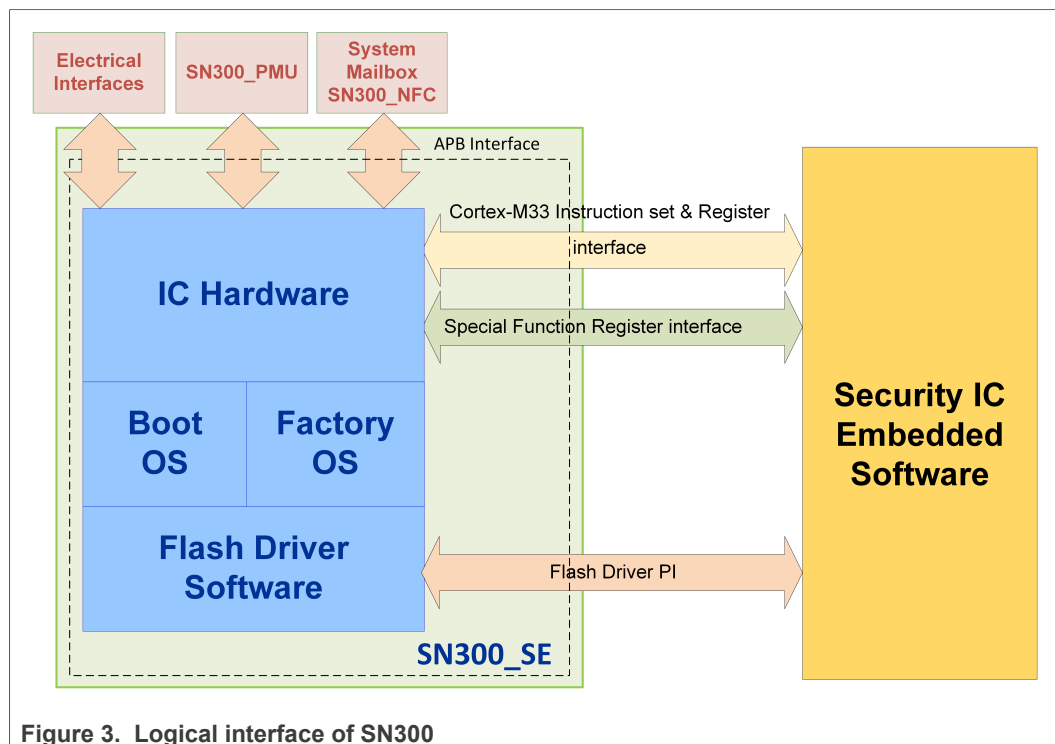 Electrical
Interfaces
SN300_PMU
System
Mailbox
SN300_NFC
APB Interface
Cortex-M33 Instruction set & Register
interface
IC Hardware
Special Function Register interface
Boot
OS
Factory
OS
Security IC
Embedded
Software
Flash Driver
Software
Flash Driver PI
SN300_SE
Figure 3. Logical interface of SN300